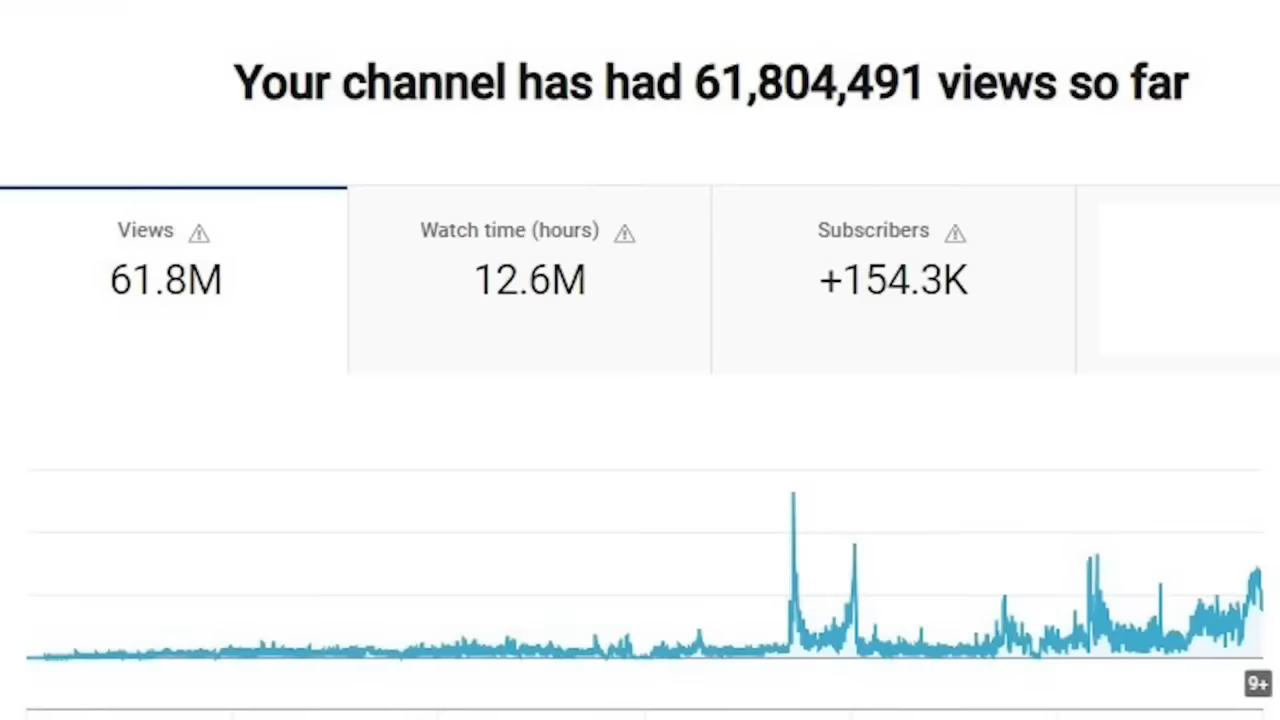 Your channel has had 61,804,491 views so far
Views
61.8M
Watch time (hours)
12.6M
Subscribers
+154.3K
9+